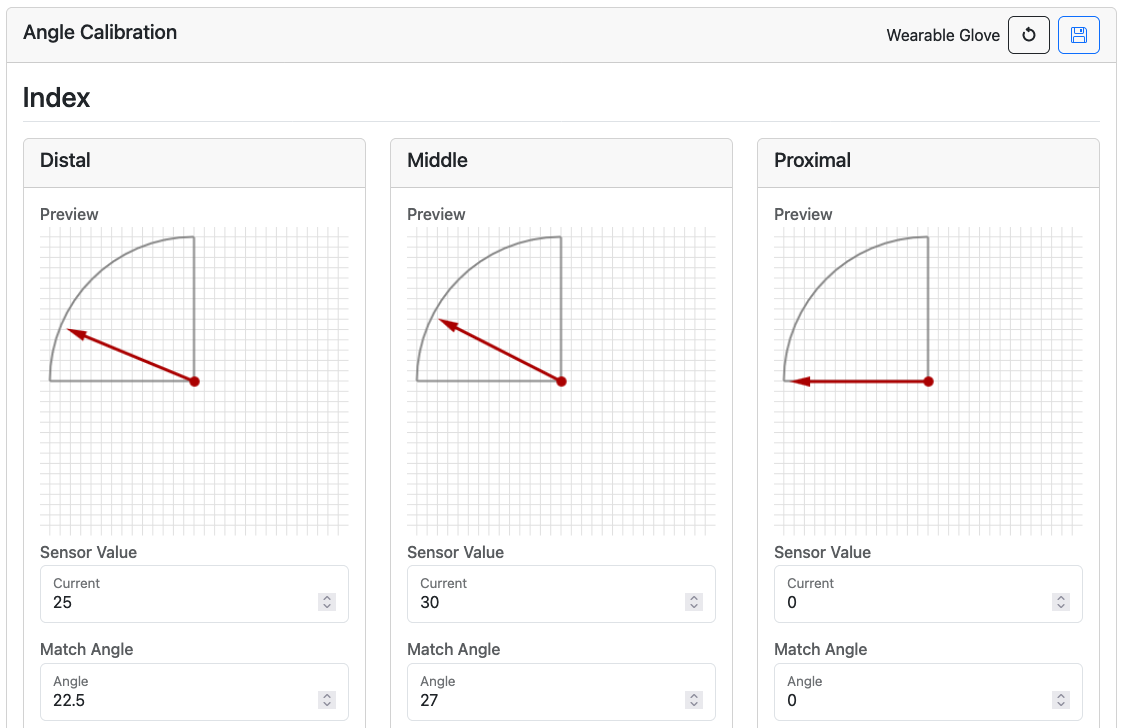 Angle Calibration
Wearable Glove
Index
Distal
Preview
Sensor Value
Current
25
Match Angle
Angle
22.5
Middle
Preview
Sensor Value
Current
30
Match Angle
Angle
27
Proximal
Preview
Sensor Value
Current
0
Match Angle
Angle
0